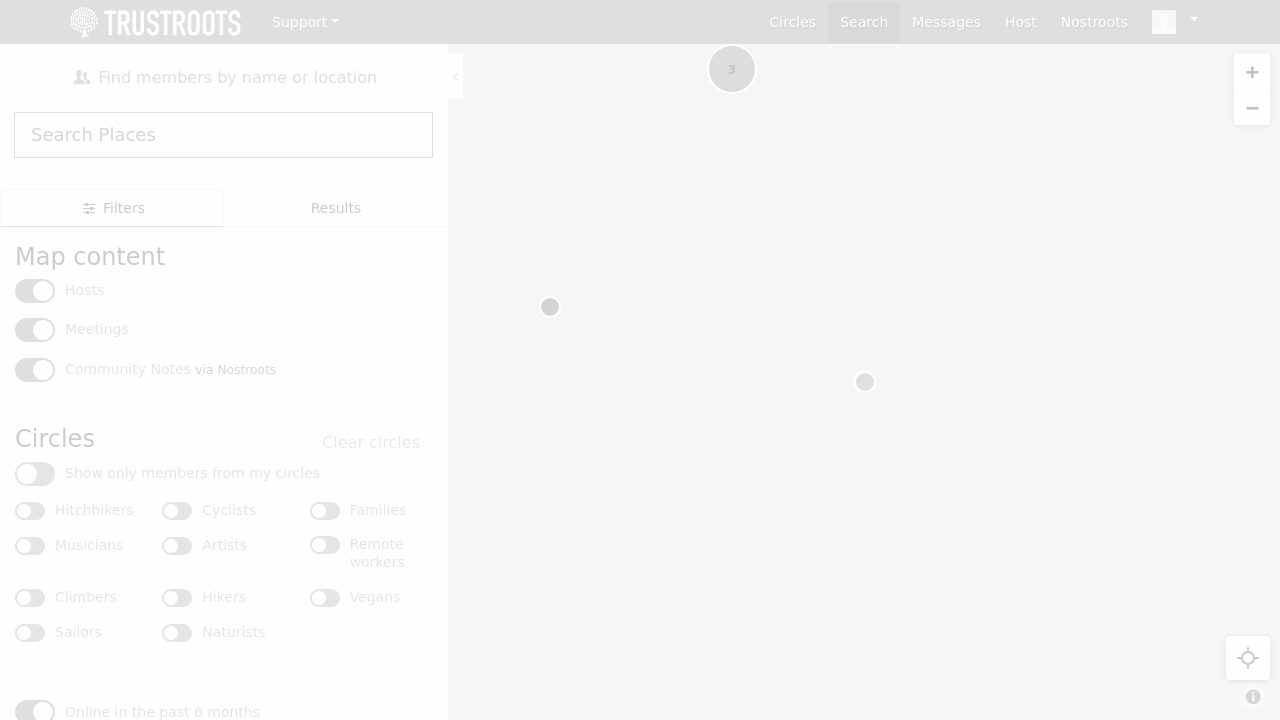 TRUSTROOTS
Support
Circles
Search
Messages
Host
Nostroots
Find members by name or location
Search Places
Filters
Results
Map content
Hosts
Meetings
Community Notes via Nostroots
Circles
Clear circles
Show only members from my circles
Hitchhikers
Cyclists
Families
Musicians
Artists
Remote
workers
Climbers
Hikers
Vegans
Sailors
Naturists
Online in the past 6 months
3
+
−